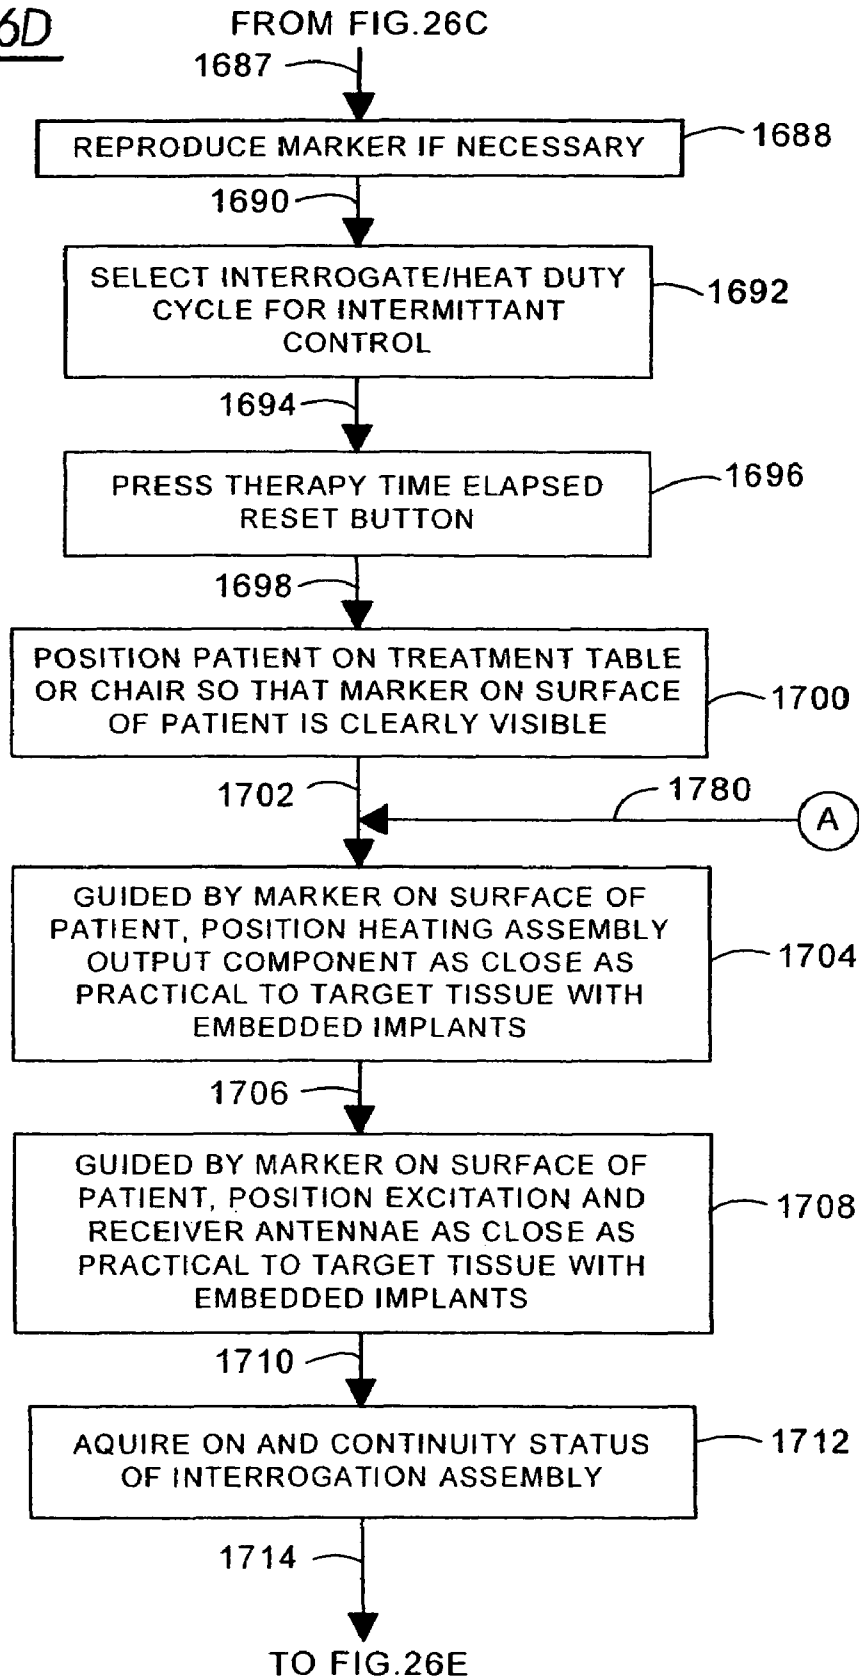 6D
FROM FIG.26C
1687
REPRODUCE MARKER IF NECESSARY
1688
1690
SELECT INTERROGATE/HEAT DUTY
CYCLE FOR INTERMITTANT
CONTROL
1692
1694
PRESS THERAPY TIME ELAPSED
RESET BUTTON
1696
1698
POSITION PATIENT ON TREATMENT TABLE
OR CHAIR SO THAT MARKER ON SURFACE
OF PATIENT IS CLEARLY VISIBLE
1700
1702
1780
A
GUIDED BY MARKER ON SURFACE OF
PATIENT, POSITION HEATING ASSEMBLY
OUTPUT COMPONENT AS CLOSE AS
PRACTICAL TO TARGET TISSUE WITH
EMBEDDED IMPLANTS
1704
1706
GUIDED BY MARKER ON SURFACE OF
PATIENT, POSITION EXCITATION AND
RECEIVER ANTENNAE AS CLOSE AS
PRACTICAL TO TARGET TISSUE WITH
EMBEDDED IMPLANTS
1708
1710
AQUIRE ON AND CONTINUITY STATUS
OF INTERROGATION ASSEMBLY
1712
1714
TO FIG.26E